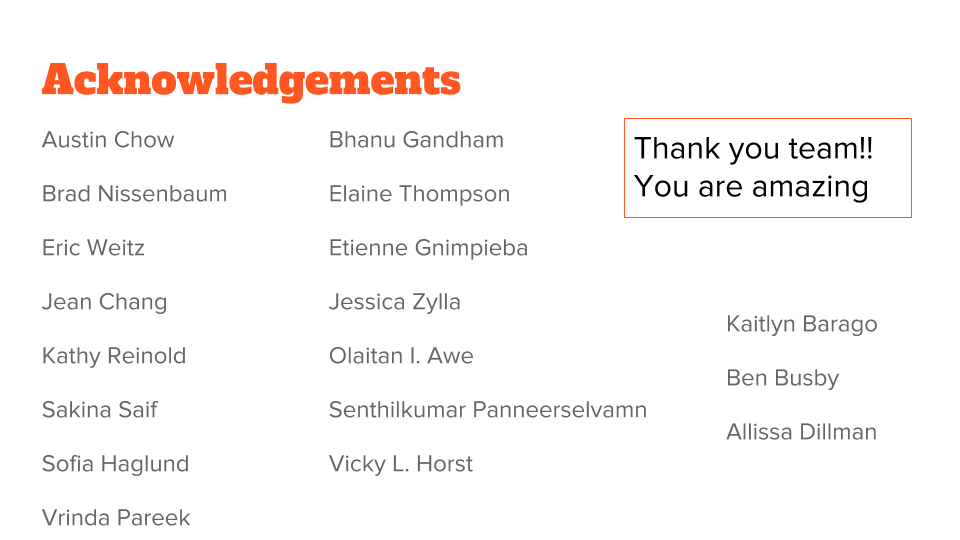 Acknowledgements
Austin Chow
Brad Nissenbaum
Eric Weitz
Jean Chang
Kathy Reinold
Sakina Saif
Sofia Haglund
Vrinda Pareek
Bhanu Gandham
Elaine Thompson
Etienne Gnimpieba
Jessica Zylla
Olaitan I. Awe
Senthilkumar Panneerselvamn
Vicky L. Horst
Thank you team!!
You are amazing
Kaitlyn Barago
Ben Busby
Allissa Dillman